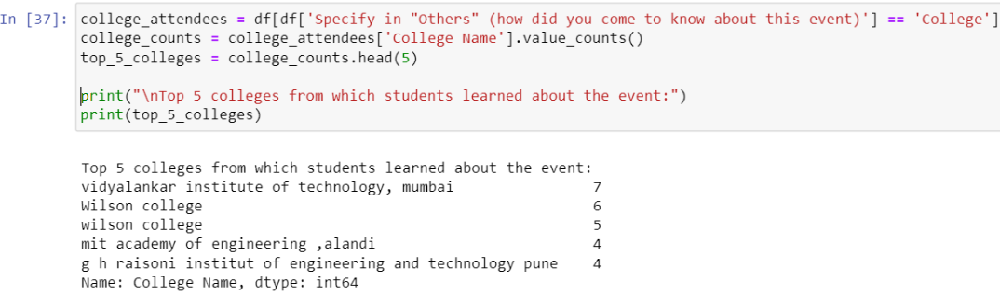 In [37]: college_attendees = df[df['Specify in "Others" (how did you come to know about this event)'] == 'College']
college_counts = college_attendees['College Name'].value_counts()
top_5_colleges = college_counts.head(5)
print("\nTop 5 colleges from which students learned about the event:")
print(top_5_colleges)
Top 5 colleges from which students learned about the event:
vidyalankar institute of technology, mumbai 7
Wilson college 6
wilson college 5
mit academy of engineering ,alandi 4
g h raisoni institut of engineering and technology pune 4
Name: College Name, dtype: int64